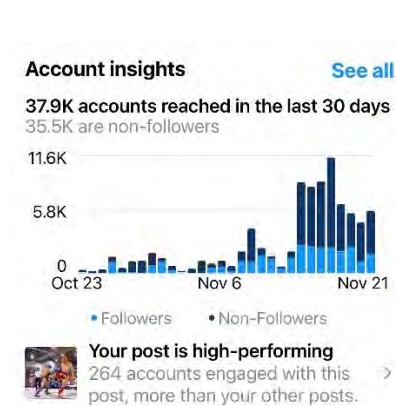 Account insights See all
37.9K accounts reached in the last 30 days
35.5K are non-followers
11.6K
5.8K
0
Oct 23 Nov 6 Nov 21
• Followers • Non-Followers
Your post is high-performing
264 accounts engaged with this
post, more than your other posts.